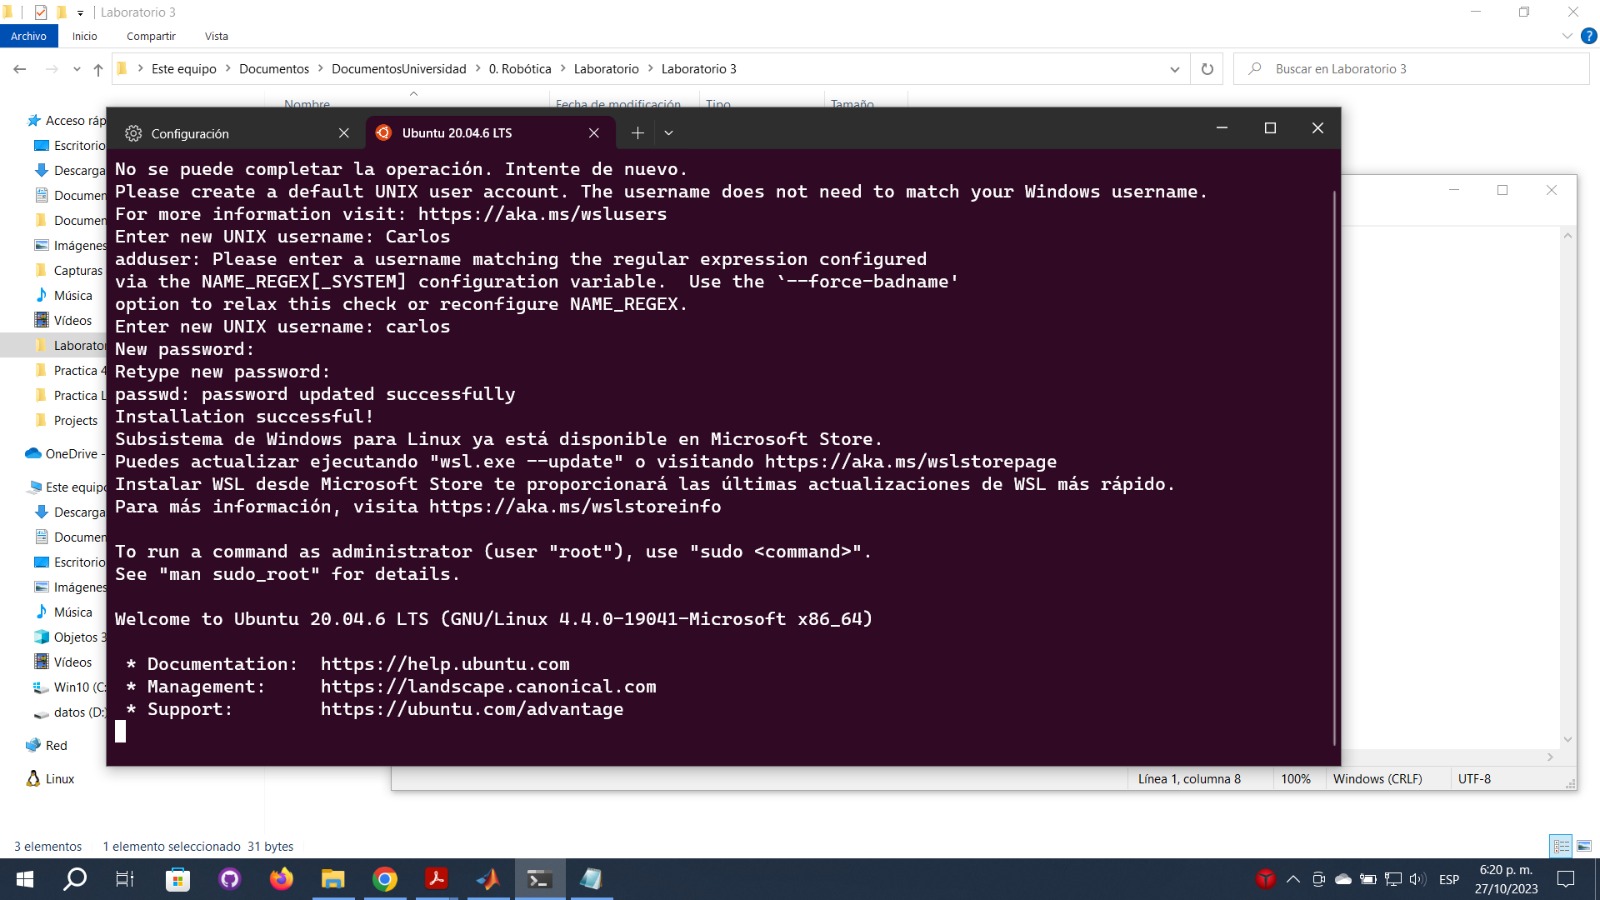 Laboratorio 3
Archivo Inicio Compartir Vista
Este equipo Documentos DocumentosUniversidad 0. Robótica Laboratorio Laboratorio 3
Buscar en Laboratorio 3
Nombre Fecha de modificación Tipo Tamaño
Acceso ráp
Escritorio
Descarga
Documen
Documen
Imágenes
Capturas
Música
Vídeos
Laborato
Practica 4
Practica L
Projects
OneDrive -
Este equipo
Descarga
Documen
Escritorio
Imágenes
Música
Objetos 3
Vídeos
Win10 (C:
datos (D:)
Red
Linux
Configuración
Ubuntu 20.04.6 LTS
No se puede completar la operación. Intente de nuevo.
Please create a default UNIX user account. The username does not need to match your Windows username.
For more information visit: https://aka.ms/wslusers
Enter new UNIX username: Carlos
adduser: Please enter a username matching the regular expression configured
via the NAME_REGEX[_SYSTEM] configuration variable.  Use the `--force-badname'
option to relax this check or reconfigure NAME_REGEX.
Enter new UNIX username: carlos
New password:
Retype new password:
passwd: password updated successfully
Installation successful!
Subsistema de Windows para Linux ya está disponible en Microsoft Store.
Puedes actualizar ejecutando "wsl.exe --update" o visitando https://aka.ms/wslstorepage
Instalar WSL desde Microsoft Store te proporcionará las últimas actualizaciones de WSL más rápido.
Para más información, visita https://aka.ms/wslstoreinfo
To run a command as administrator (user "root"), use "sudo <command>".
See "man sudo_root" for details.
Welcome to Ubuntu 20.04.6 LTS (GNU/Linux 4.4.0-19041-Microsoft x86_64)
* Documentation:  https://help.ubuntu.com
* Management:     https://landscape.canonical.com
* Support:        https://ubuntu.com/advantage
Línea 1, columna 8 100% Windows (CRLF) UTF-8
3 elementos 1 elemento seleccionado 31 bytes
ESP
6:20 p. m.
27/10/2023